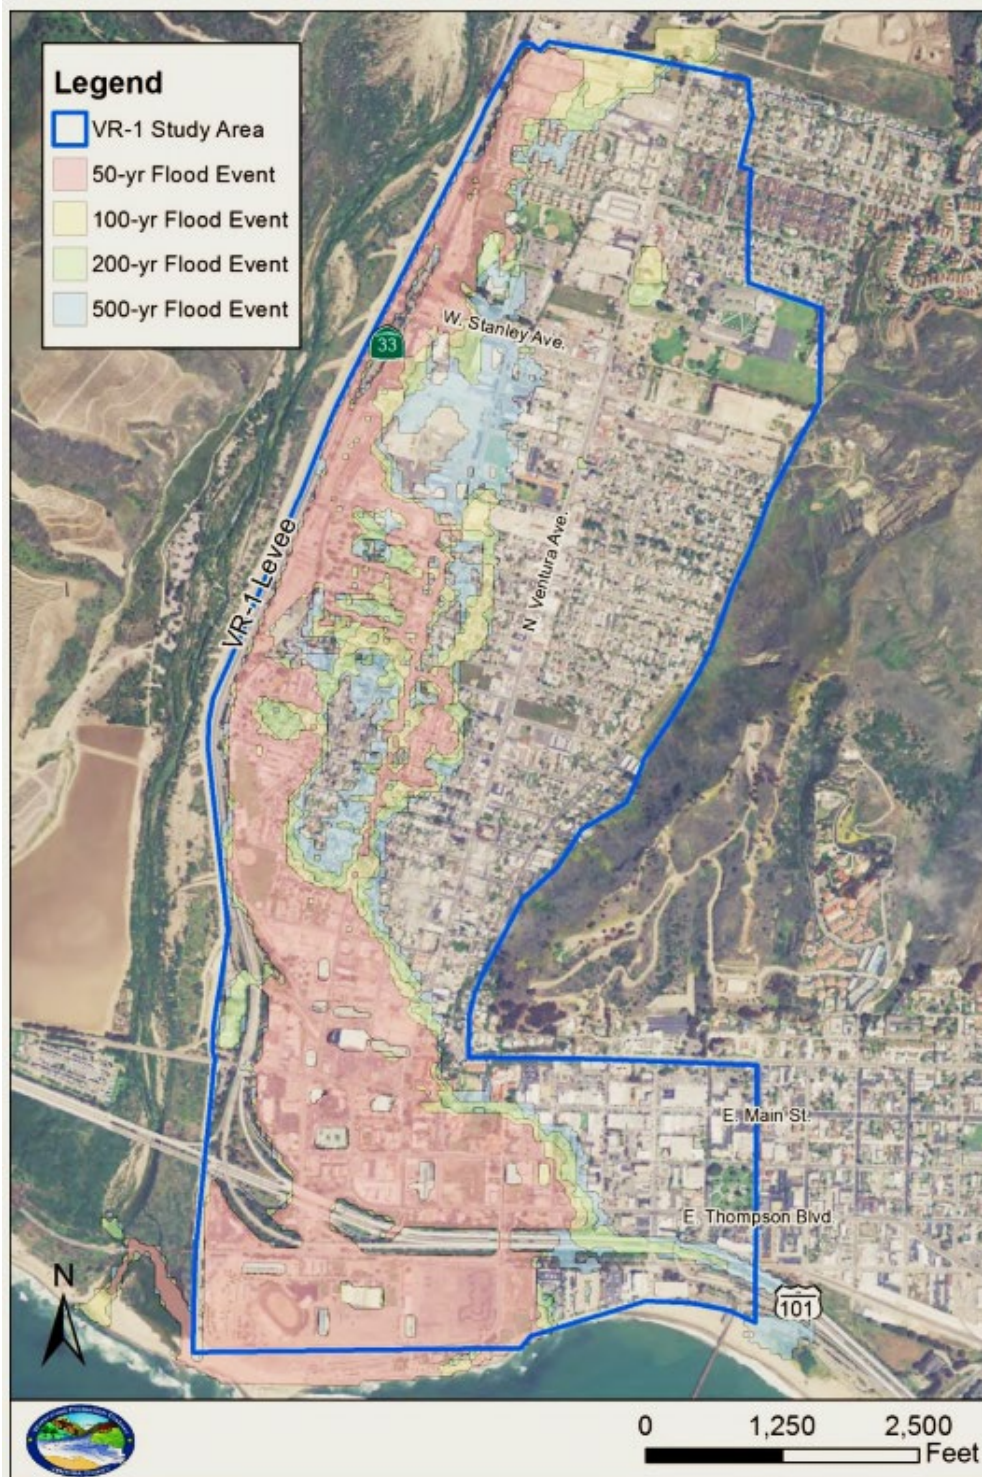 Legend
VR-1 Study Area
50-yr Flood Event
100-yr Flood Event
200-yr Flood Event
500-yr Flood Event
W. Stanley Ave.
33
VR-1 Levee
N. Ventura Ave.
E. Main St.
E. Thompson Blvd
N
101
0 1,250 2,500
Feet